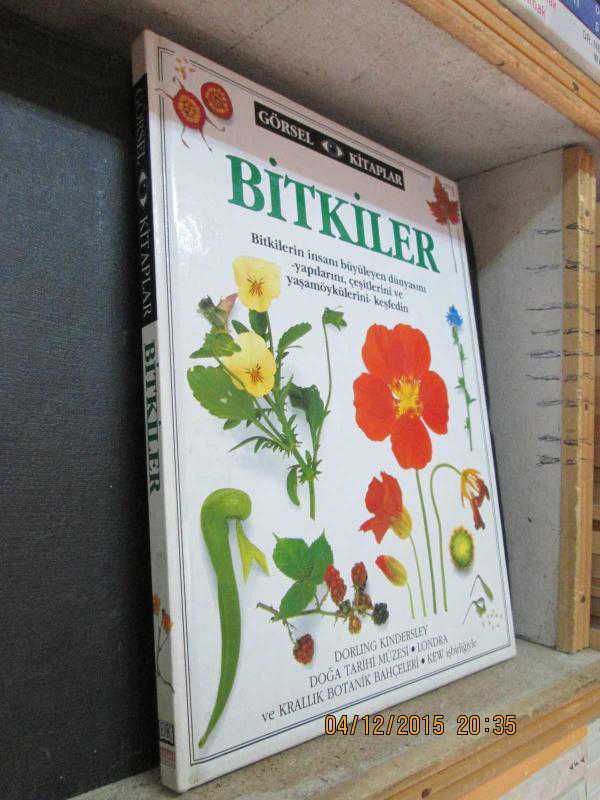 GÖRSEL KİTAPLAR
BİTKİLER
Bitkilerin insanı büyüleyen dünyasını
-yapılarını, çeşitlerini ve
yaşamöykülerini- keşfedin
DORLING KINDERSLEY
DOĞA TARİHİ MÜZESİ • LONDRA
ve KRALLIK BOTANİK BAHÇELERİ • KEW işbirliğiyle
GÖRSEL KİTAPLAR
BİTKİLER
04/12/2015 20:35